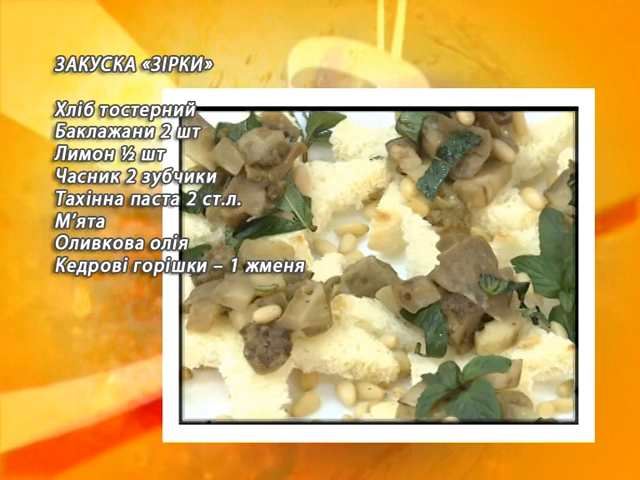 ЗАКУСКА «ЗІРКИ»
Хліб тостерний
Баклажани 2 шт
Лимон ½ шт
Часник 2 зубчики
Тахінна паста 2 ст.л.
М’ята
Оливкова олія
Кедрові горішки – 1 жменя